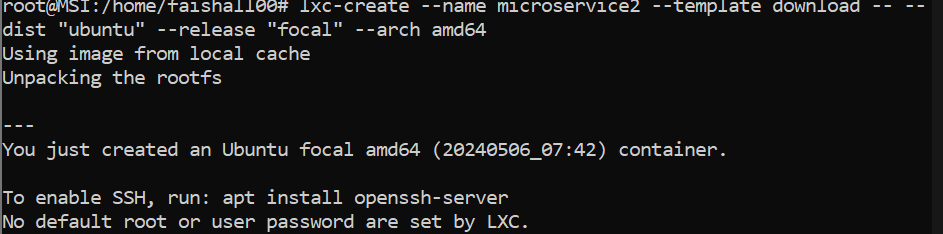 root@MSI:/home/faishal100# lxc-create --name microservice2 --template download -- --
dist "ubuntu" --release "focal" --arch amd64
Using image from local cache
Unpacking the rootfs

---
You just created an Ubuntu focal amd64 (20240506_07:42) container.

To enable SSH, run: apt install openssh-server
No default root or user password are set by LXC.